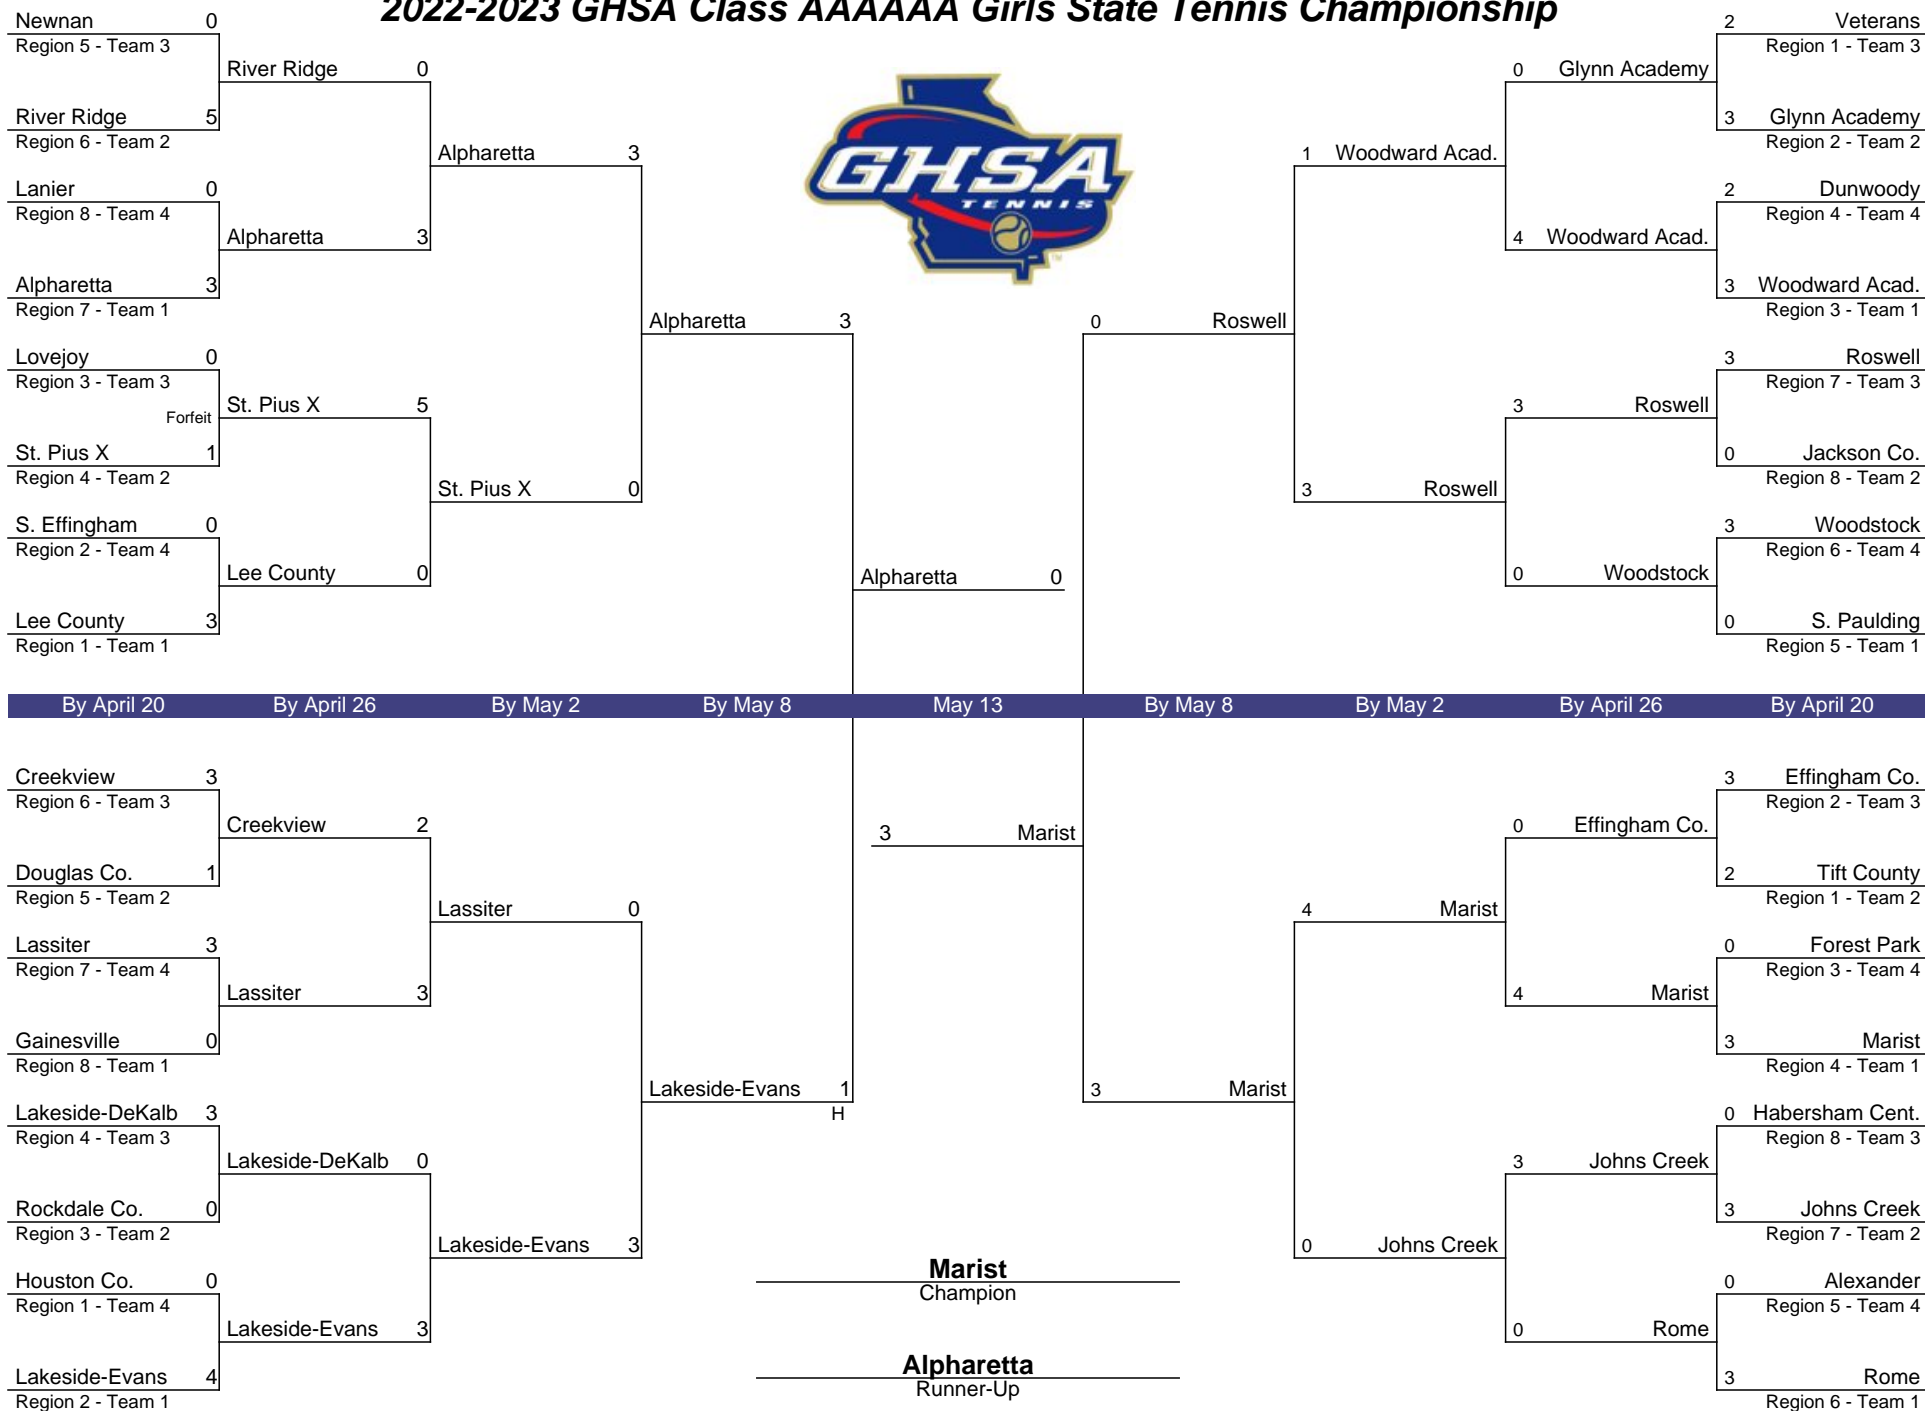 2022-2023 GHSA Class AAAAAA Girls State Tennis Championship
GHSA
TENNIS
TM
Newnan 0
Region 5 - Team 3
River Ridge 5
Region 6 - Team 2
Lanier 0
Region 8 - Team 4
Alpharetta 3
Region 7 - Team 1
Lovejoy 0
Region 3 - Team 3
Forfeit
St. Pius X 1
Region 4 - Team 2
S. Effingham 0
Region 2 - Team 4
Lee County 3
Region 1 - Team 1
River Ridge 0
Alpharetta 3
St. Pius X 5
Lee County 0
Alpharetta 3
St. Pius X 0
Alpharetta 3
Alpharetta 0
0 Roswell
1 Woodward Acad.
3 Roswell
0 Glynn Academy
4 Woodward Acad.
3 Roswell
0 Woodstock
2 Veterans
Region 1 - Team 3
3 Glynn Academy
Region 2 - Team 2
2 Dunwoody
Region 4 - Team 4
3 Woodward Acad.
Region 3 - Team 1
3 Roswell
Region 7 - Team 3
0 Jackson Co.
Region 8 - Team 2
3 Woodstock
Region 6 - Team 4
0 S. Paulding
Region 5 - Team 1
By April 20 By April 26 By May 2 By May 8 May 13 By May 8 By May 2 By April 26 By April 20
Creekview 3
Region 6 - Team 3
Douglas Co. 1
Region 5 - Team 2
Lassiter 3
Region 7 - Team 4
Gainesville 0
Region 8 - Team 1
Lakeside-DeKalb 3
Region 4 - Team 3
Rockdale Co. 0
Region 3 - Team 2
Houston Co. 0
Region 1 - Team 4
Lakeside-Evans 4
Region 2 - Team 1
Creekview 2
Lassiter 3
Lakeside-DeKalb 0
Lakeside-Evans 3
Lassiter 0
Lakeside-Evans 3
Lakeside-Evans 1
H
3 Marist
3 Marist
4 Marist
0 Johns Creek
0 Effingham Co.
4 Marist
3 Johns Creek
0 Rome
3 Effingham Co.
Region 2 - Team 3
2 Tift County
Region 1 - Team 2
0 Forest Park
Region 3 - Team 4
3 Marist
Region 4 - Team 1
0 Habersham Cent.
Region 8 - Team 3
3 Johns Creek
Region 7 - Team 2
0 Alexander
Region 5 - Team 4
3 Rome
Region 6 - Team 1
Marist
Champion
Alpharetta
Runner-Up